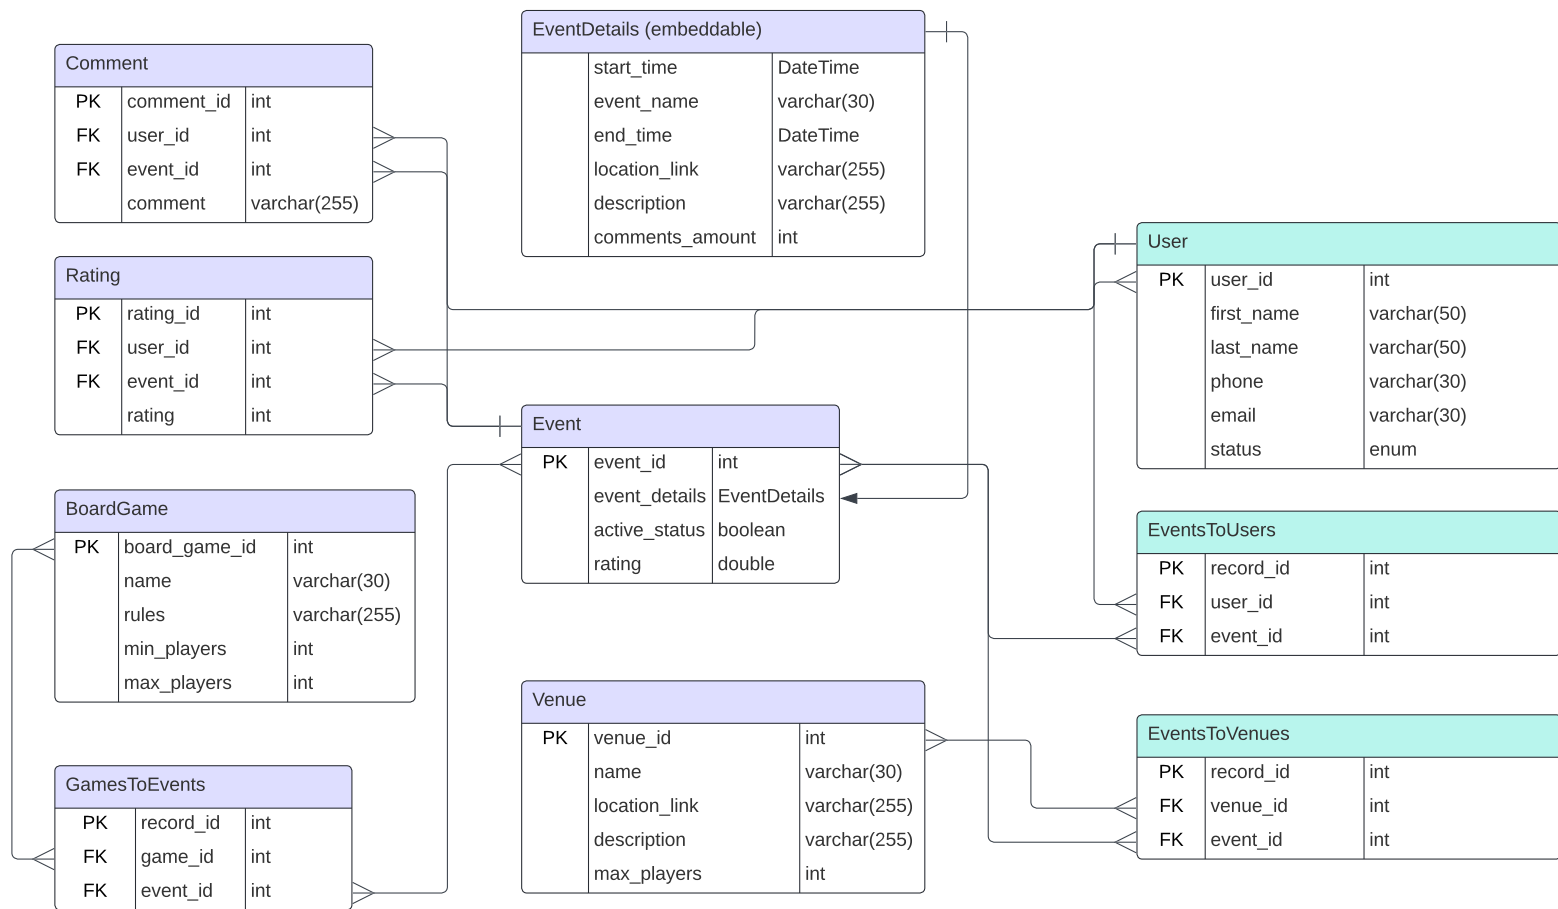 EventDetails (embeddable)
start_time DateTime
event_name varchar(30)
end_time DateTime
location_link varchar(255)
description varchar(255)
comments_amount int
Comment
PK comment_id int
FK user_id int
FK event_id int
comment varchar(255)
Rating
PK rating_id int
FK user_id int
FK event_id int
rating int
User
PK user_id int
first_name varchar(50)
last_name varchar(50)
phone varchar(30)
email varchar(30)
status enum
Event
PK event_id int
event_details EventDetails
active_status boolean
rating double
BoardGame
PK board_game_id int
name varchar(30)
rules varchar(255)
min_players int
max_players int
EventsToUsers
PK record_id int
FK user_id int
FK event_id int
Venue
PK venue_id int
name varchar(30)
location_link varchar(255)
description varchar(255)
max_players int
EventsToVenues
PK record_id int
FK venue_id int
FK event_id int
GamesToEvents
PK record_id int
FK game_id int
FK event_id int